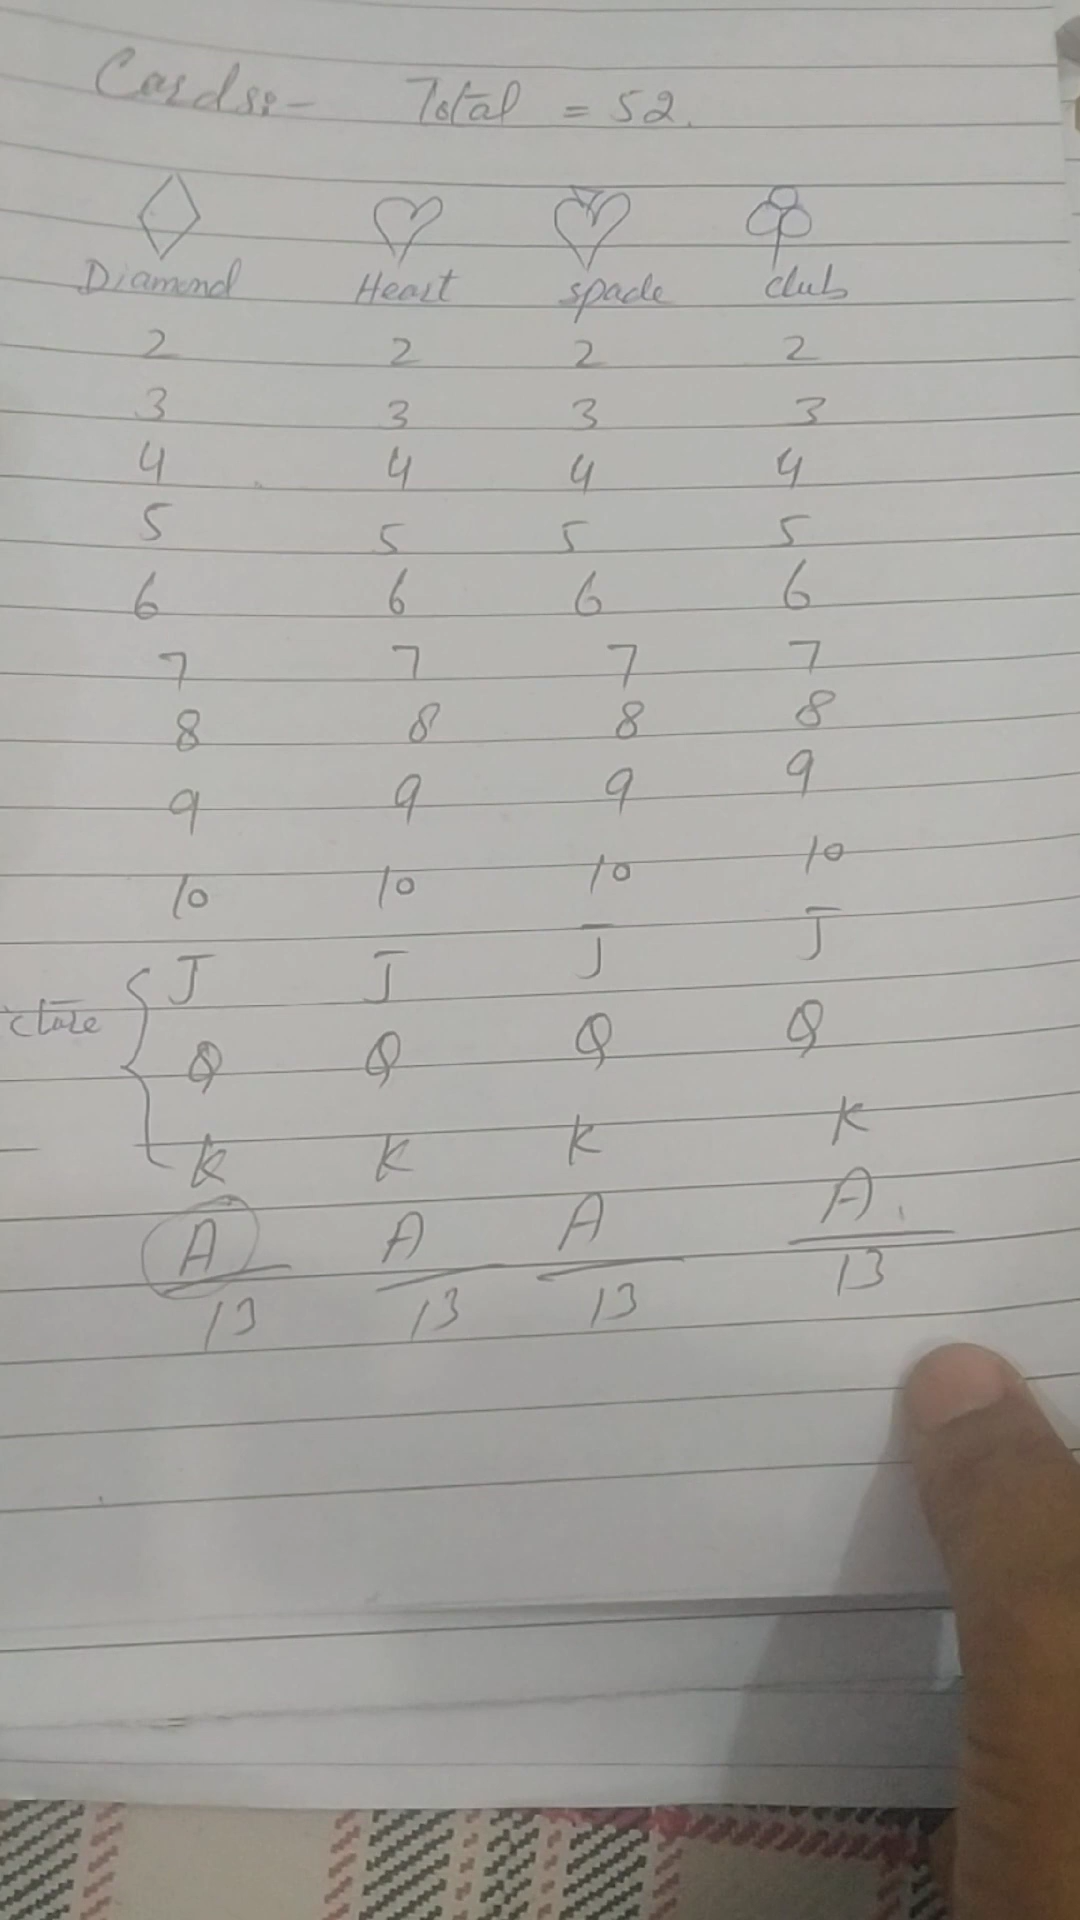 Cards:- Total = 52.
Diamond Heart spade club
2 2 2 2
3 3 3 3
4 4 4 4
5 5 5 5
6 6 6 6
7 7 7 7
8 8 8 8
9 9 9 9
10 10 10 10
J J J J
cture Q Q Q Q
K K K K
A A A A.
13 13 13 13